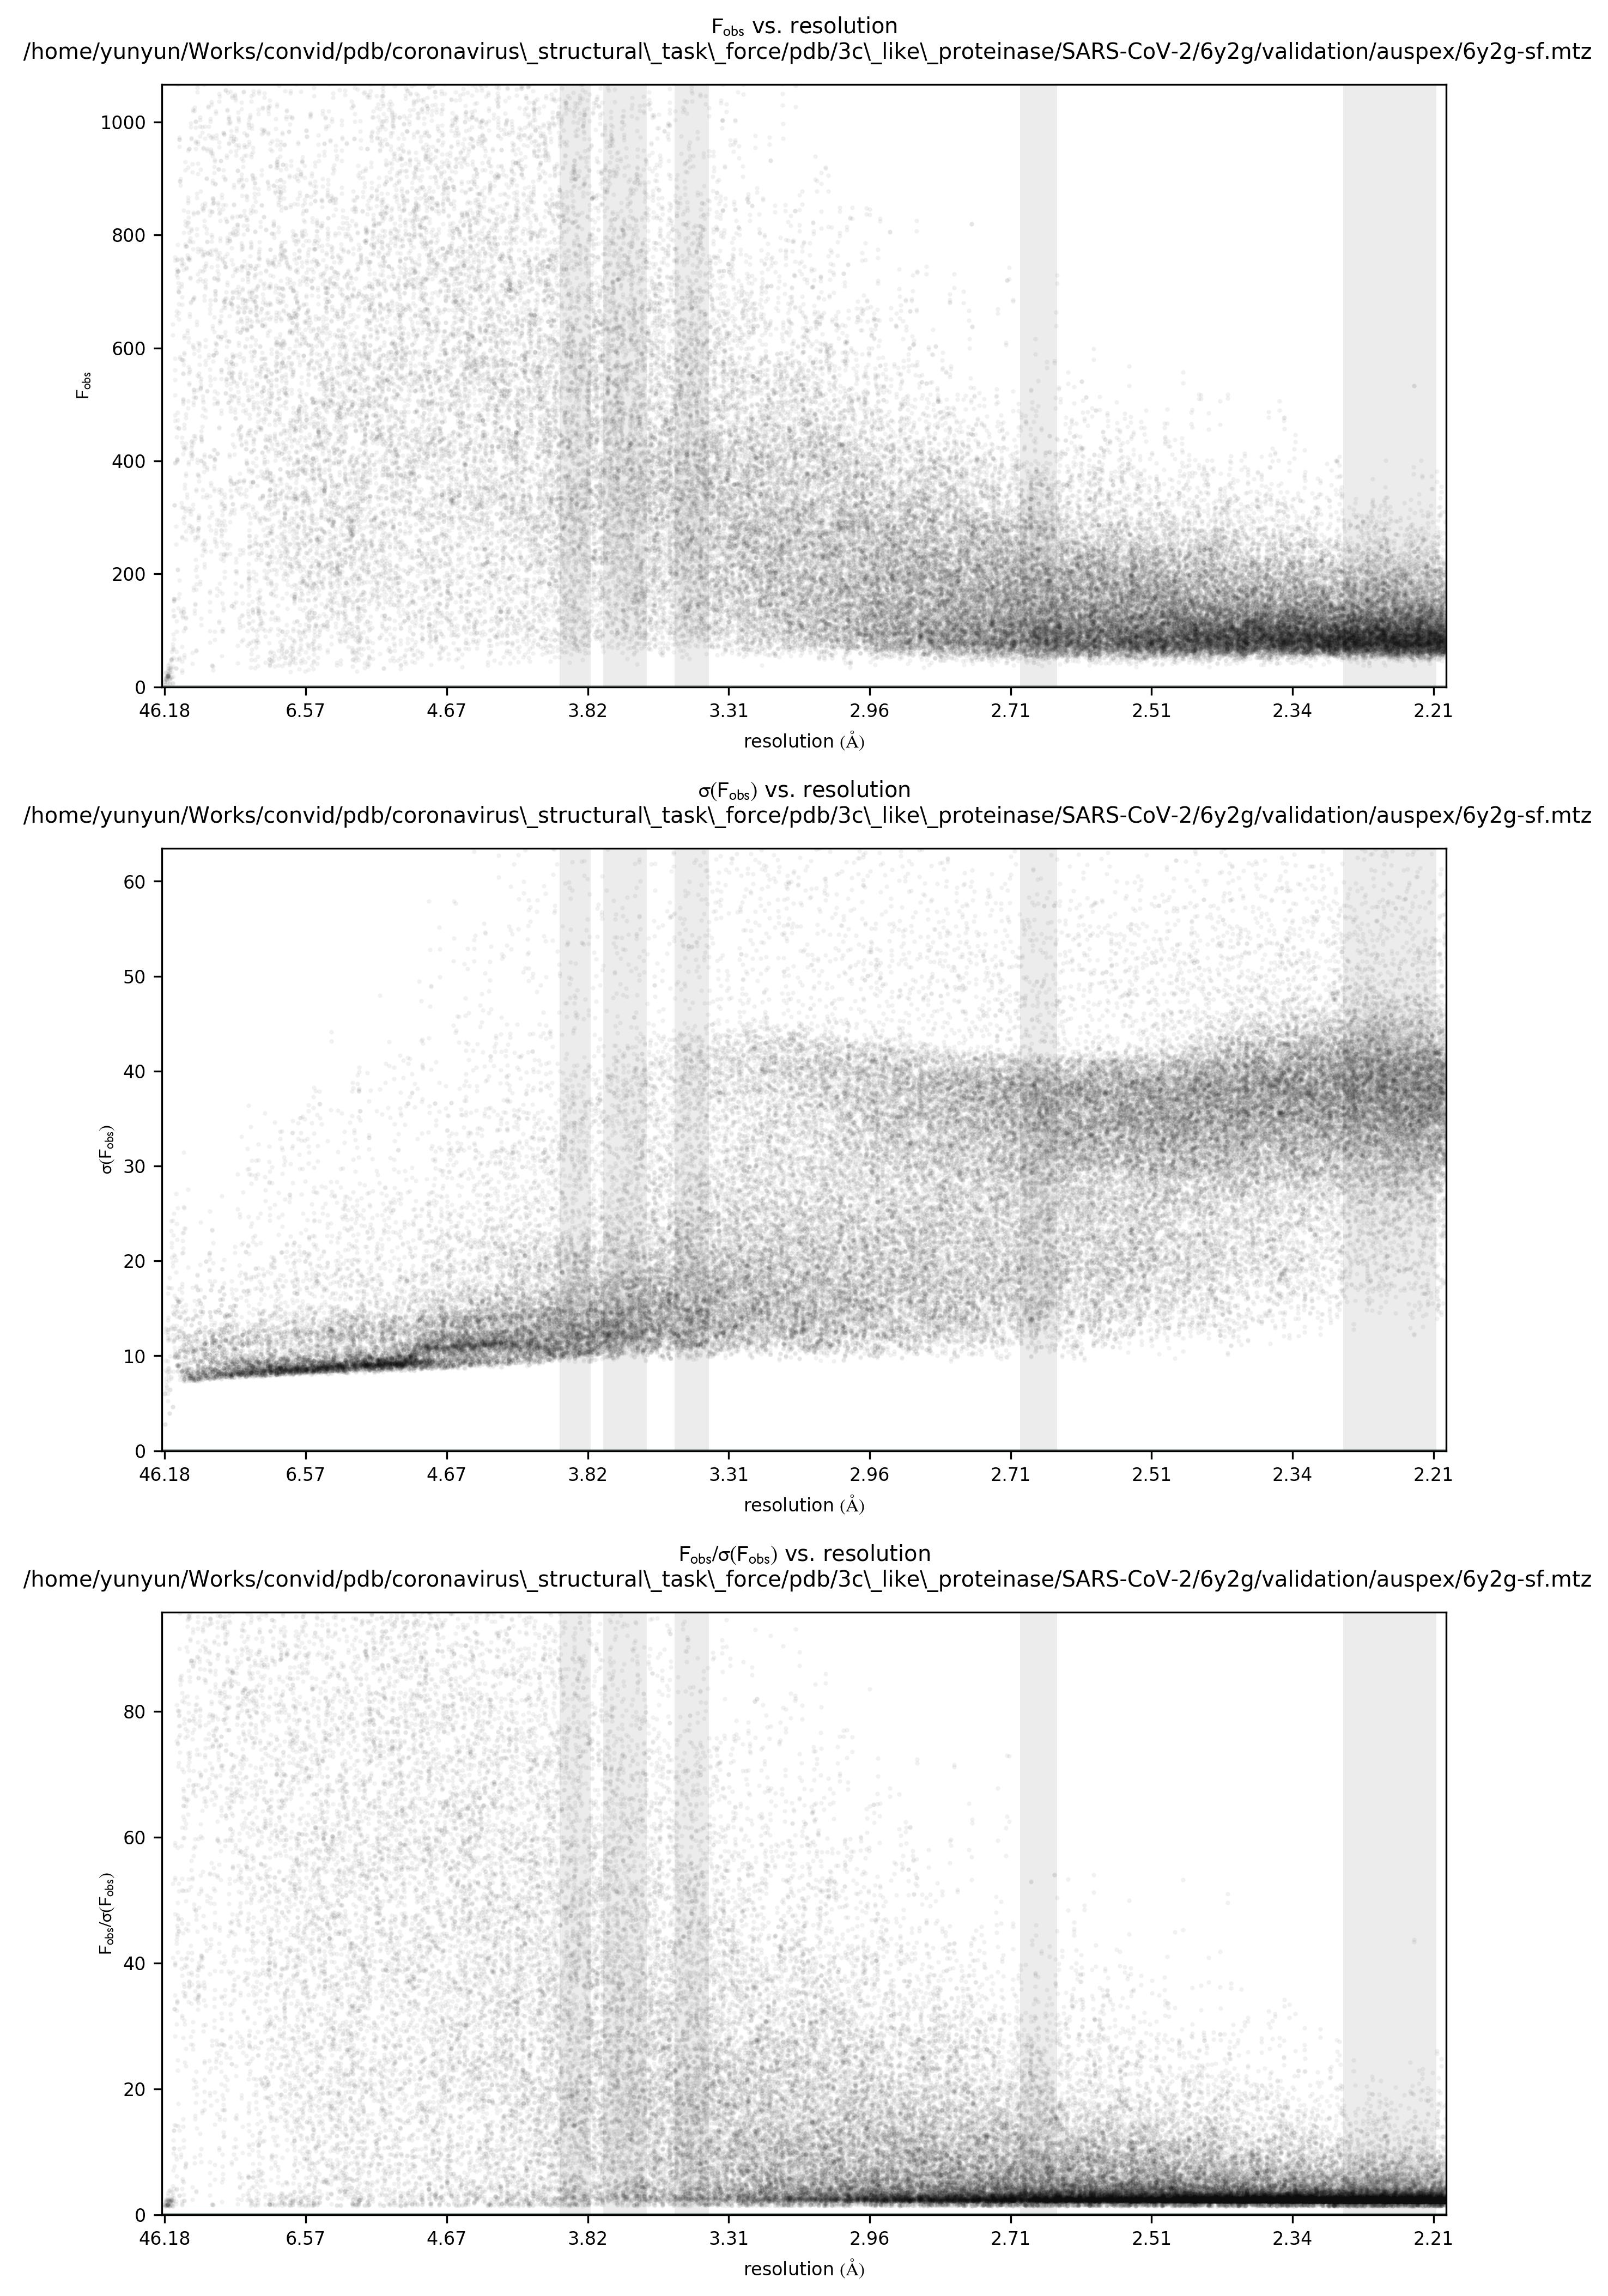 Fobs vs. resolution
/home/yunyun/Works/convid/pdb/coronavirus\_structural\_task\_force/pdb/3c\_like\_proteinase/SARS-CoV-2/6y2g/validation/auspex/6y2g-sf.mtz
1000
800
600
400
200
0
Fobs
46.18 6.57 4.67 3.82 3.31 2.96 2.71 2.51 2.34 2.21
resolution (Å)
σ(Fobs) vs. resolution
/home/yunyun/Works/convid/pdb/coronavirus\_structural\_task\_force/pdb/3c\_like\_proteinase/SARS-CoV-2/6y2g/validation/auspex/6y2g-sf.mtz
60
50
40
30
20
10
0
σ(Fobs)
46.18 6.57 4.67 3.82 3.31 2.96 2.71 2.51 2.34 2.21
resolution (Å)
Fobs/σ(Fobs) vs. resolution
/home/yunyun/Works/convid/pdb/coronavirus\_structural\_task\_force/pdb/3c\_like\_proteinase/SARS-CoV-2/6y2g/validation/auspex/6y2g-sf.mtz
80
60
40
20
0
Fobs/σ(Fobs)
46.18 6.57 4.67 3.82 3.31 2.96 2.71 2.51 2.34 2.21
resolution (Å)